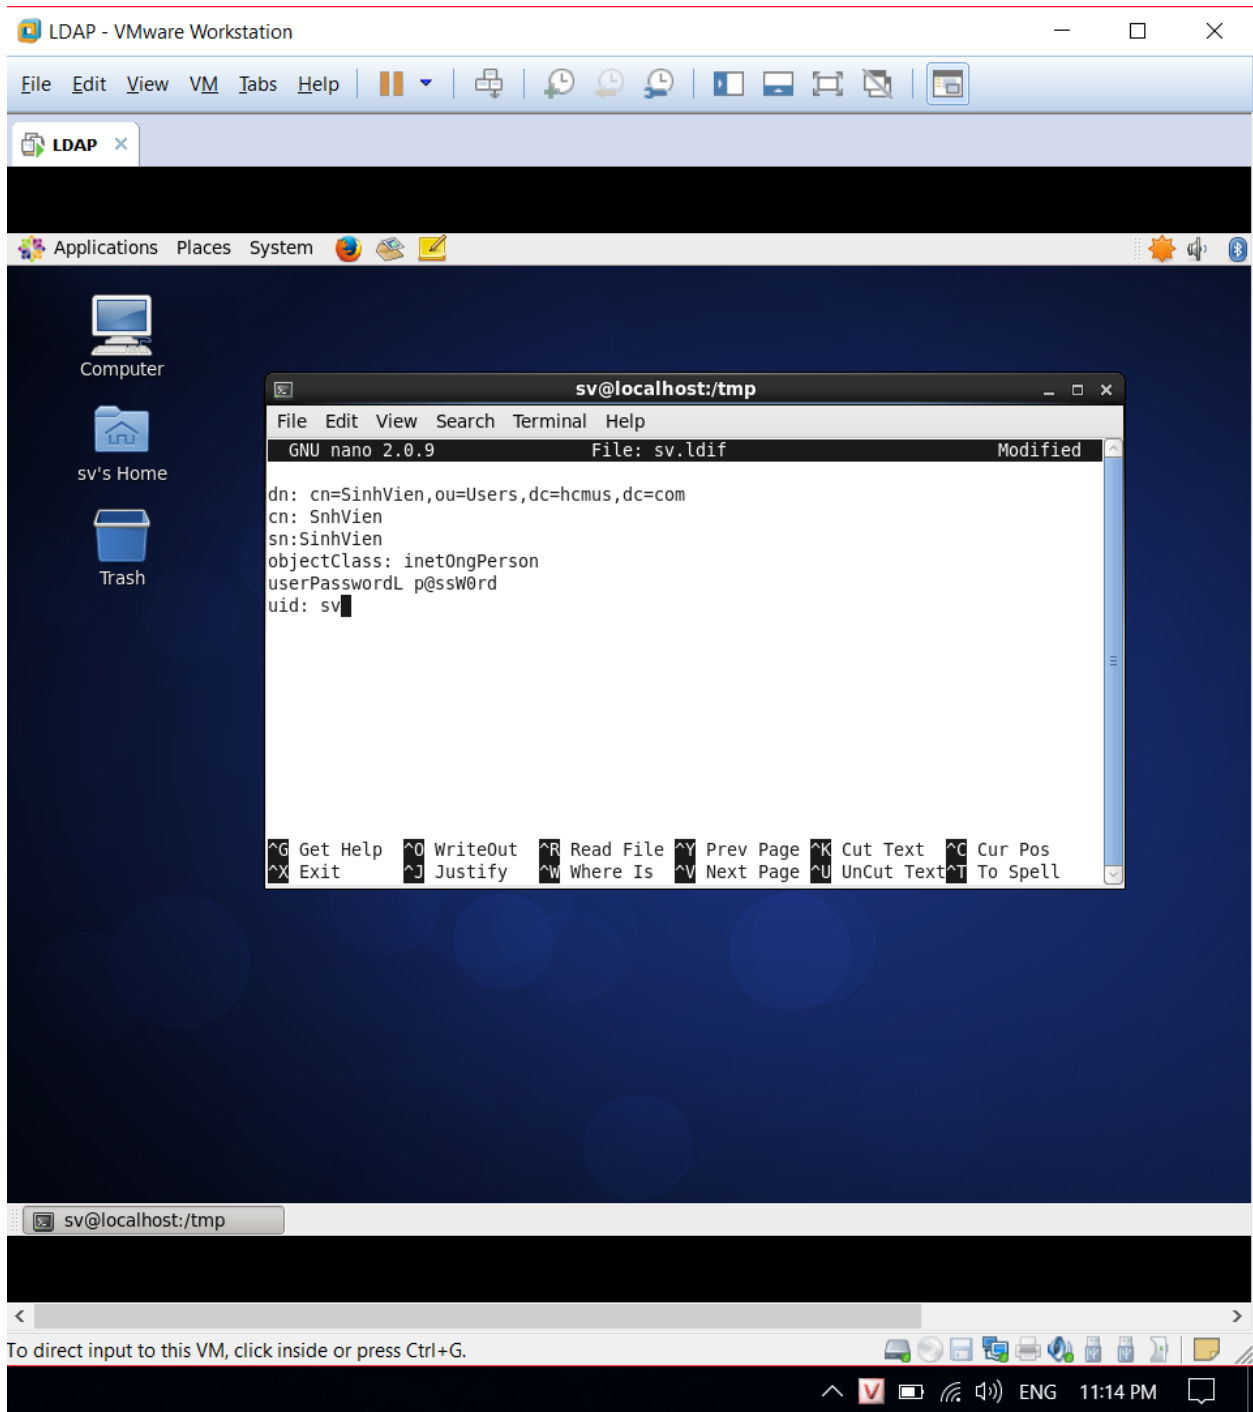 LDAP - VMware Workstation
File Edit View VM Tabs Help
LDAP
Applications Places System
Computer
sv's Home
Trash
sv@localhost:/tmp
File Edit View Search Terminal Help
GNU nano 2.0.9 File: sv.ldif Modified
dn: cn=SinhVien,ou=Users,dc=hcmus,dc=com
cn: SnhVien
sn:SinhVien
objectClass: inetOngPerson
userPasswordL p@ssW0rd
uid: sv
^G Get Help ^O WriteOut ^R Read File ^Y Prev Page ^K Cut Text ^C Cur Pos
^X Exit ^J Justify ^W Where Is ^V Next Page ^U UnCut Text ^T To Spell
sv@localhost:/tmp
To direct input to this VM, click inside or press Ctrl+G.
V ENG 11:14 PM